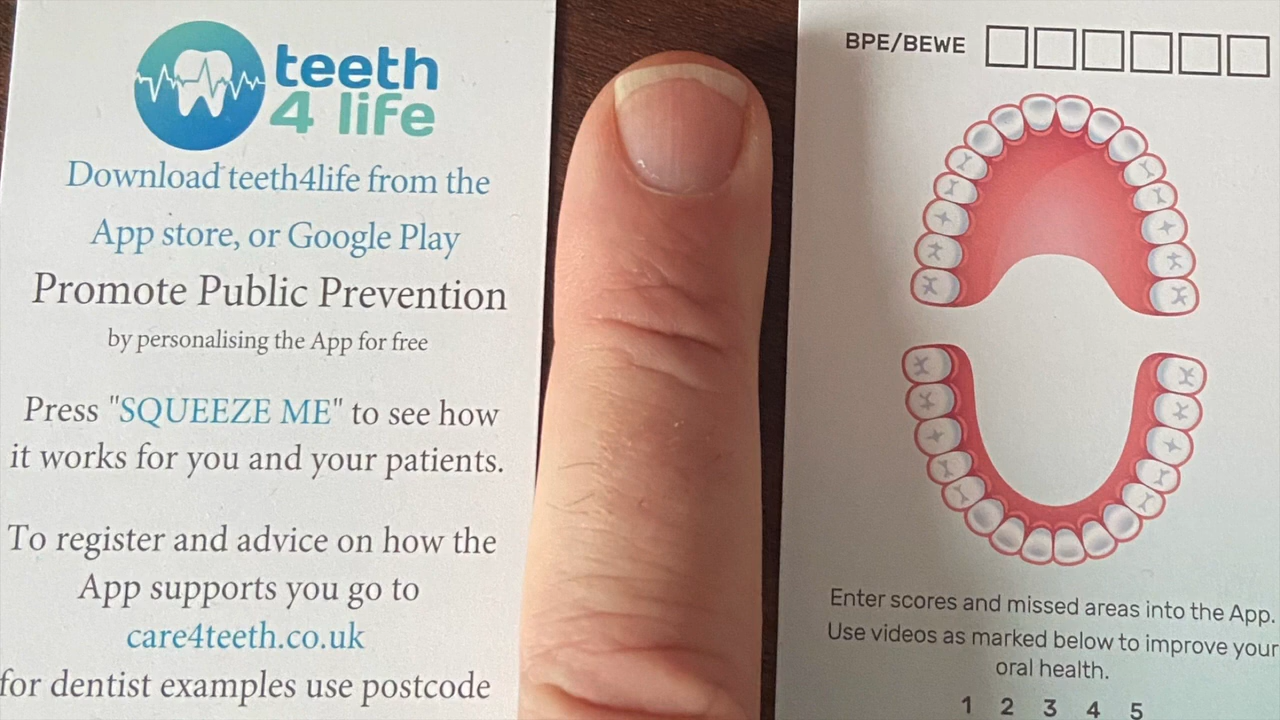 teeth
4 life
Download teeth4life from the
App store, or Google Play
Promote Public Prevention
by personalising the App for free
Press "SQUEEZE ME" to see how
it works for you and your patients.
To register and advice on how the
App supports you go to
care4teeth.co.uk
for dentist examples use postcode
BPE/BEWE
Enter scores and missed areas into the App.
Use videos as marked below to improve your
oral health.
1 2 3 4 5